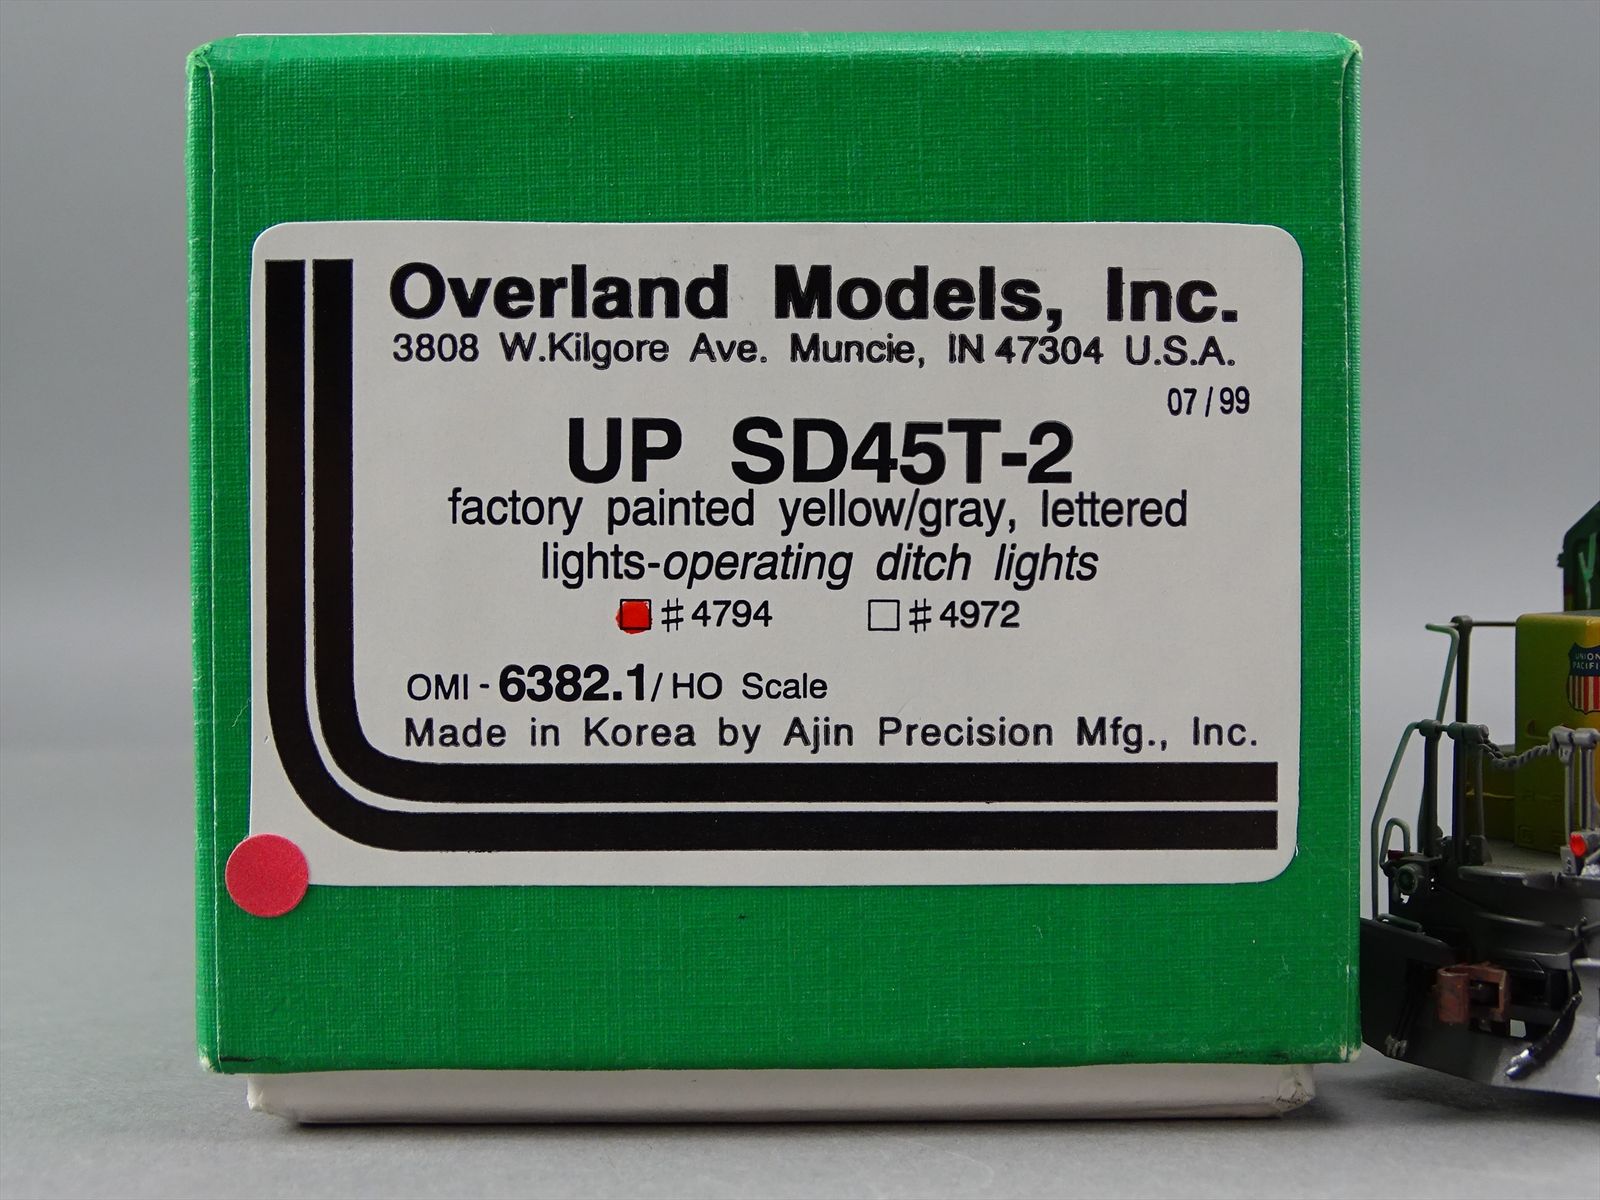 Overland Models, Inc.
3808 W.Kilgore Ave. Muncie, IN 47304 U.S.A.
07/99
UP SD45T-2
factory painted yellow/gray, lettered
lights-operating ditch lights
#4794 #4972
OMI - 6382.1/ HO Scale
Made in Korea by Ajin Precision Mfg., Inc.
UNION
PACIFI